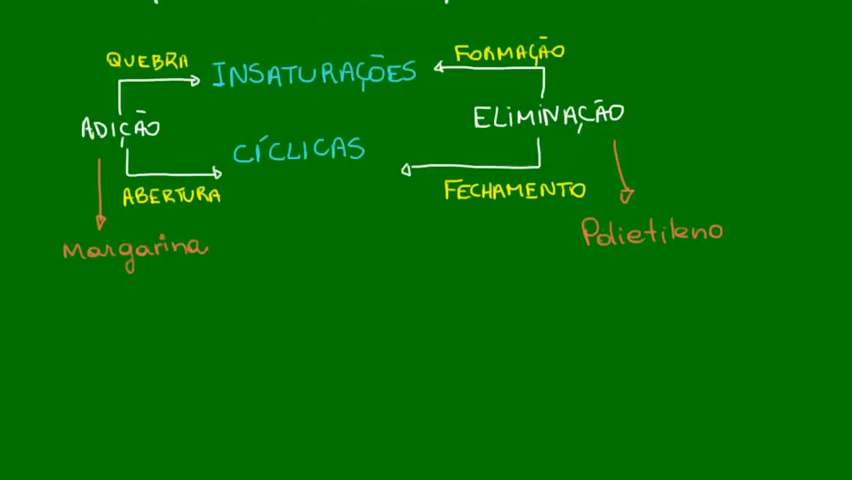 QUEBRA
INSATURAÇÕES
FORMAÇÃO
ADIÇÃO
ELIMINAÇÃO
CÍCLICAS
ABERTURA
FECHAMENTO
Margarina
Polietileno